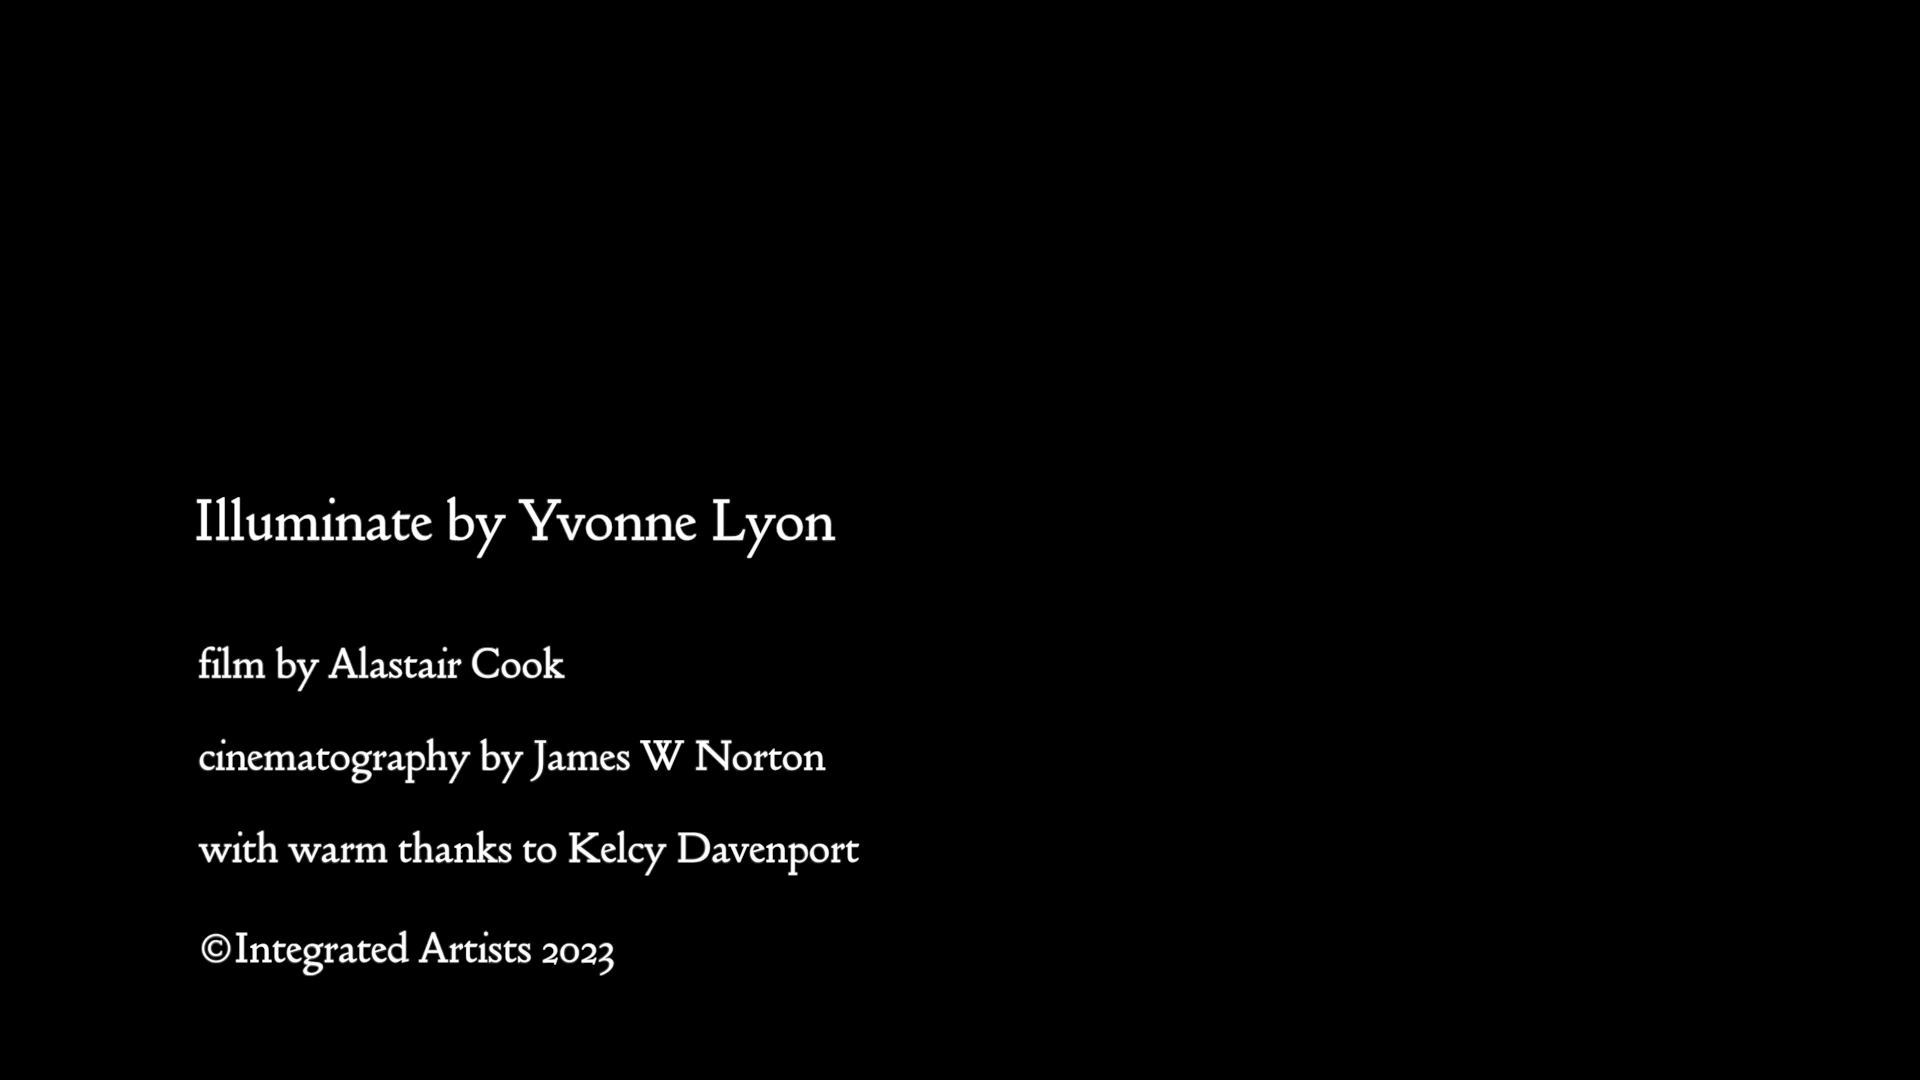 Illuminate by Yvonne Lyon
film by Alastair Cook
cinematography by James W Norton
with warm thanks to Kelcy Davenport
©Integrated Artists 2023